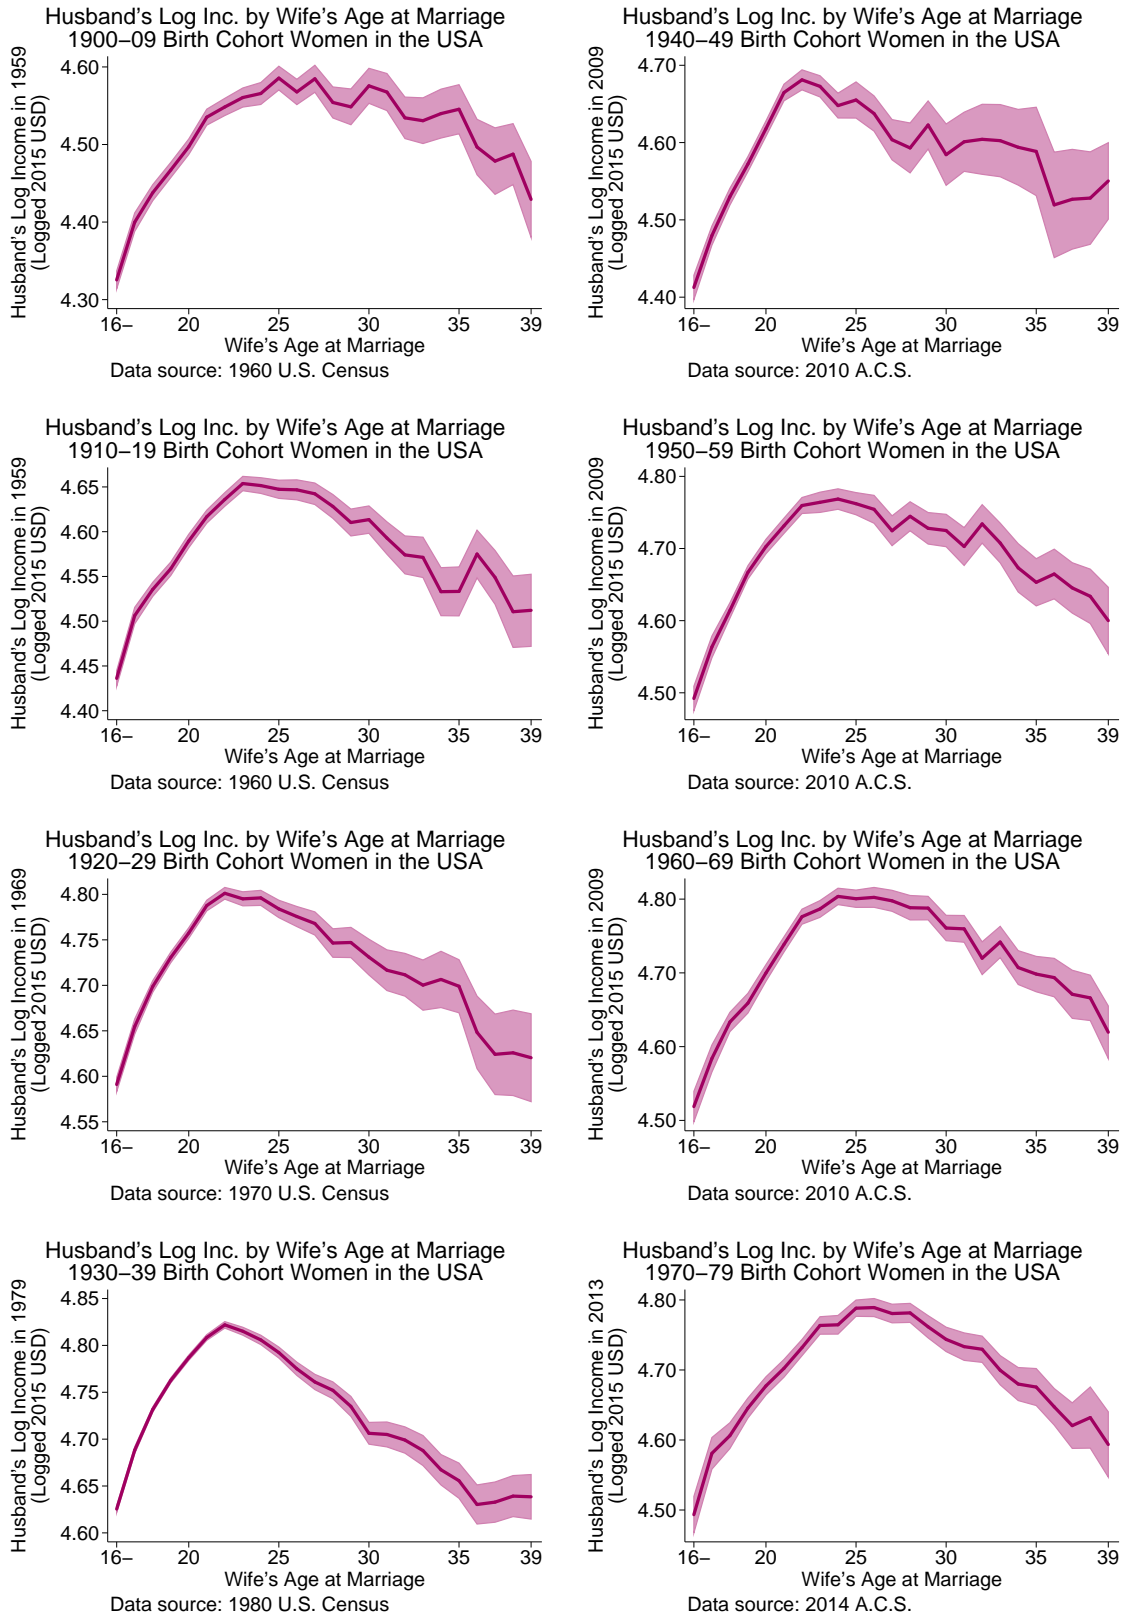 Husband's Log Inc. by Wife's Age at Marriage
1900–09 Birth Cohort Women in the USA
Husband's Log Income in 1959
(Logged 2015 USD)
4.60
4.50
4.40
4.30
16–
20
25
30
35
39
Wife's Age at Marriage
Data source: 1960 U.S. Census
Husband's Log Inc. by Wife's Age at Marriage
1940–49 Birth Cohort Women in the USA
Husband's Log Income in 2009
(Logged 2015 USD)
4.70
4.60
4.50
4.40
16–
20
25
30
35
39
Wife's Age at Marriage
Data source: 2010 A.C.S.
Husband's Log Inc. by Wife's Age at Marriage
1910–19 Birth Cohort Women in the USA
Husband's Log Income in 1959
(Logged 2015 USD)
4.65
4.60
4.55
4.50
4.45
4.40
16–
20
25
30
35
39
Wife's Age at Marriage
Data source: 1960 U.S. Census
Husband's Log Inc. by Wife's Age at Marriage
1950–59 Birth Cohort Women in the USA
Husband's Log Income in 2009
(Logged 2015 USD)
4.80
4.70
4.60
4.50
16–
20
25
30
35
39
Wife's Age at Marriage
Data source: 2010 A.C.S.
Husband's Log Inc. by Wife's Age at Marriage
1920–29 Birth Cohort Women in the USA
Husband's Log Income in 1969
(Logged 2015 USD)
4.80
4.75
4.70
4.65
4.60
4.55
16–
20
25
30
35
39
Wife's Age at Marriage
Data source: 1970 U.S. Census
Husband's Log Inc. by Wife's Age at Marriage
1960–69 Birth Cohort Women in the USA
Husband's Log Income in 2009
(Logged 2015 USD)
4.80
4.70
4.60
4.50
16–
20
25
30
35
39
Wife's Age at Marriage
Data source: 2010 A.C.S.
Husband's Log Inc. by Wife's Age at Marriage
1930–39 Birth Cohort Women in the USA
Husband's Log Income in 1979
(Logged 2015 USD)
4.85
4.80
4.75
4.70
4.65
4.60
16–
20
25
30
35
39
Wife's Age at Marriage
Data source: 1980 U.S. Census
Husband's Log Inc. by Wife's Age at Marriage
1970–79 Birth Cohort Women in the USA
Husband's Log Income in 2013
(Logged 2015 USD)
4.80
4.70
4.60
4.50
16–
20
25
30
35
39
Wife's Age at Marriage
Data source: 2014 A.C.S.